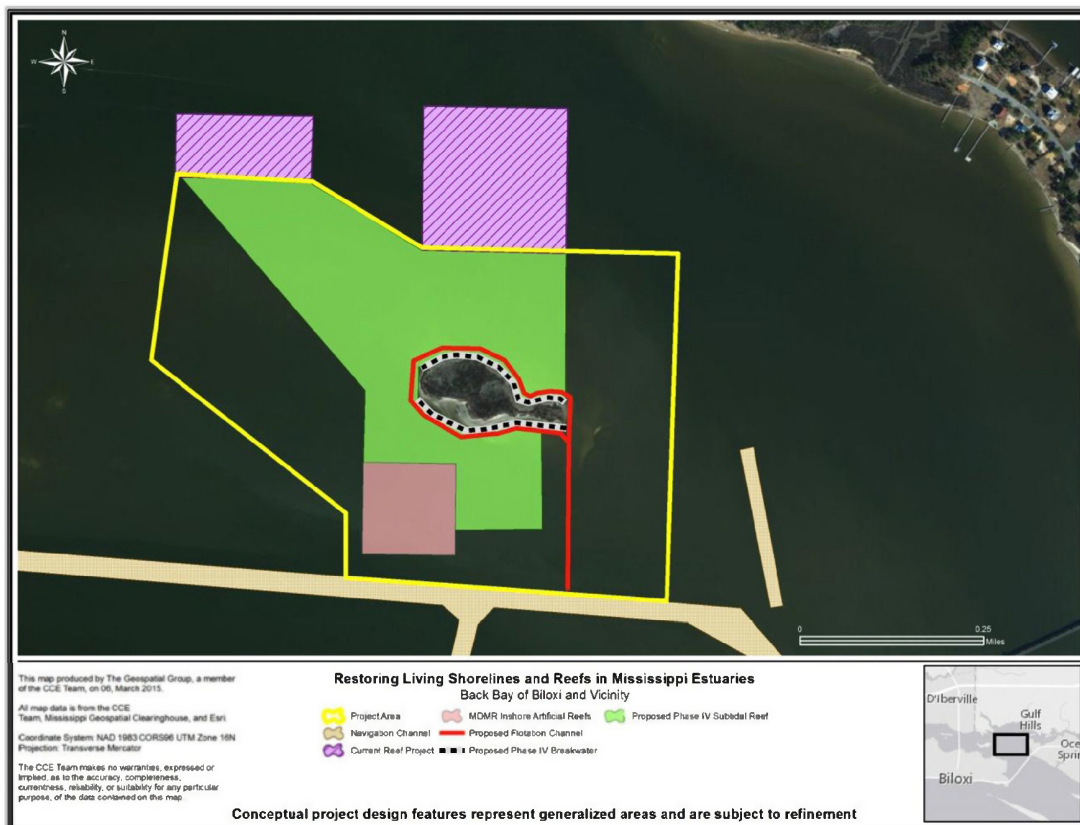 N
W E
S
0 0.25
Miles
This map produced by The Geospatial Group, a member
of the CCE Team, on 06, March 2015.
All map data is from the CCE
Team, Mississippi Geospatial Clearinghouse, and Esri
Coordinate System: NAD 1983 CORS96 UTM Zone 16N
Projection: Transverse Mercator
The CCE Team makes no warranties, expressed or
implied, as to the accuracy, completeness,
currentness, reliability, or suitability for any particular
purpose, of the data contained on this map.
Restoring Living Shorelines and Reefs in Mississippi Estuaries
Back Bay of Biloxi and Vicinity
Project Area
MDMR Inshore Artificial Reefs
Proposed Phase IV Subtidal Reef
Navigation Channel
Proposed Flotation Channel
Current Reef Project
Proposed Phase IV Breakwater
D'Iberville
Gulf
Hills
Oce
Sprin
Biloxi
Conceptual project design features represent generalized areas and are subject to refinement